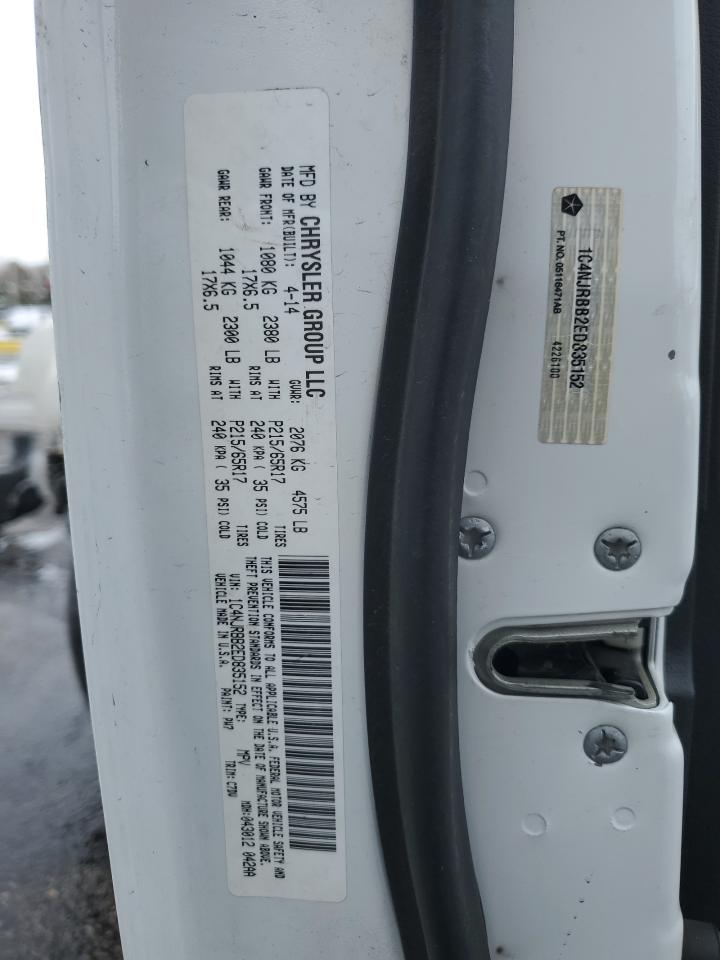 MFD BY CHRYSLER GROUP LLC
DATE OF MFR(BUILT): 4-14 GVWR: 2076 KG 4575 LB
GAWR FRONT: 1080 KG 2380 LB WITH P215/65R17 TIRES
17X6.5 RIMS AT 240 KPA ( 35 PSI) COLD
GAWR REAR: 1044 KG 2300 LB WITH P215/65R17 TIRES
17X6.5 RIMS AT 240 KPA ( 35 PSI) COLD
THIS VEHICLE CONFORMS TO ALL APPLICABLE U.S.A. FEDERAL MOTOR VEHICLE SAFETY AND
THEFT PREVENTION STANDARDS IN EFFECT ON THE DATE OF MANUFACTURE SHOWN ABOVE.
VIN: 1C4NJRBB2ED835152 TYPE: MPV MDH:043012 042AA
VEHICLE MADE IN U.S.A. PAINT: PW7 TRIM: C7DV
1C4NJRBB2ED835152
PT. NO. 05116471AB 4226100